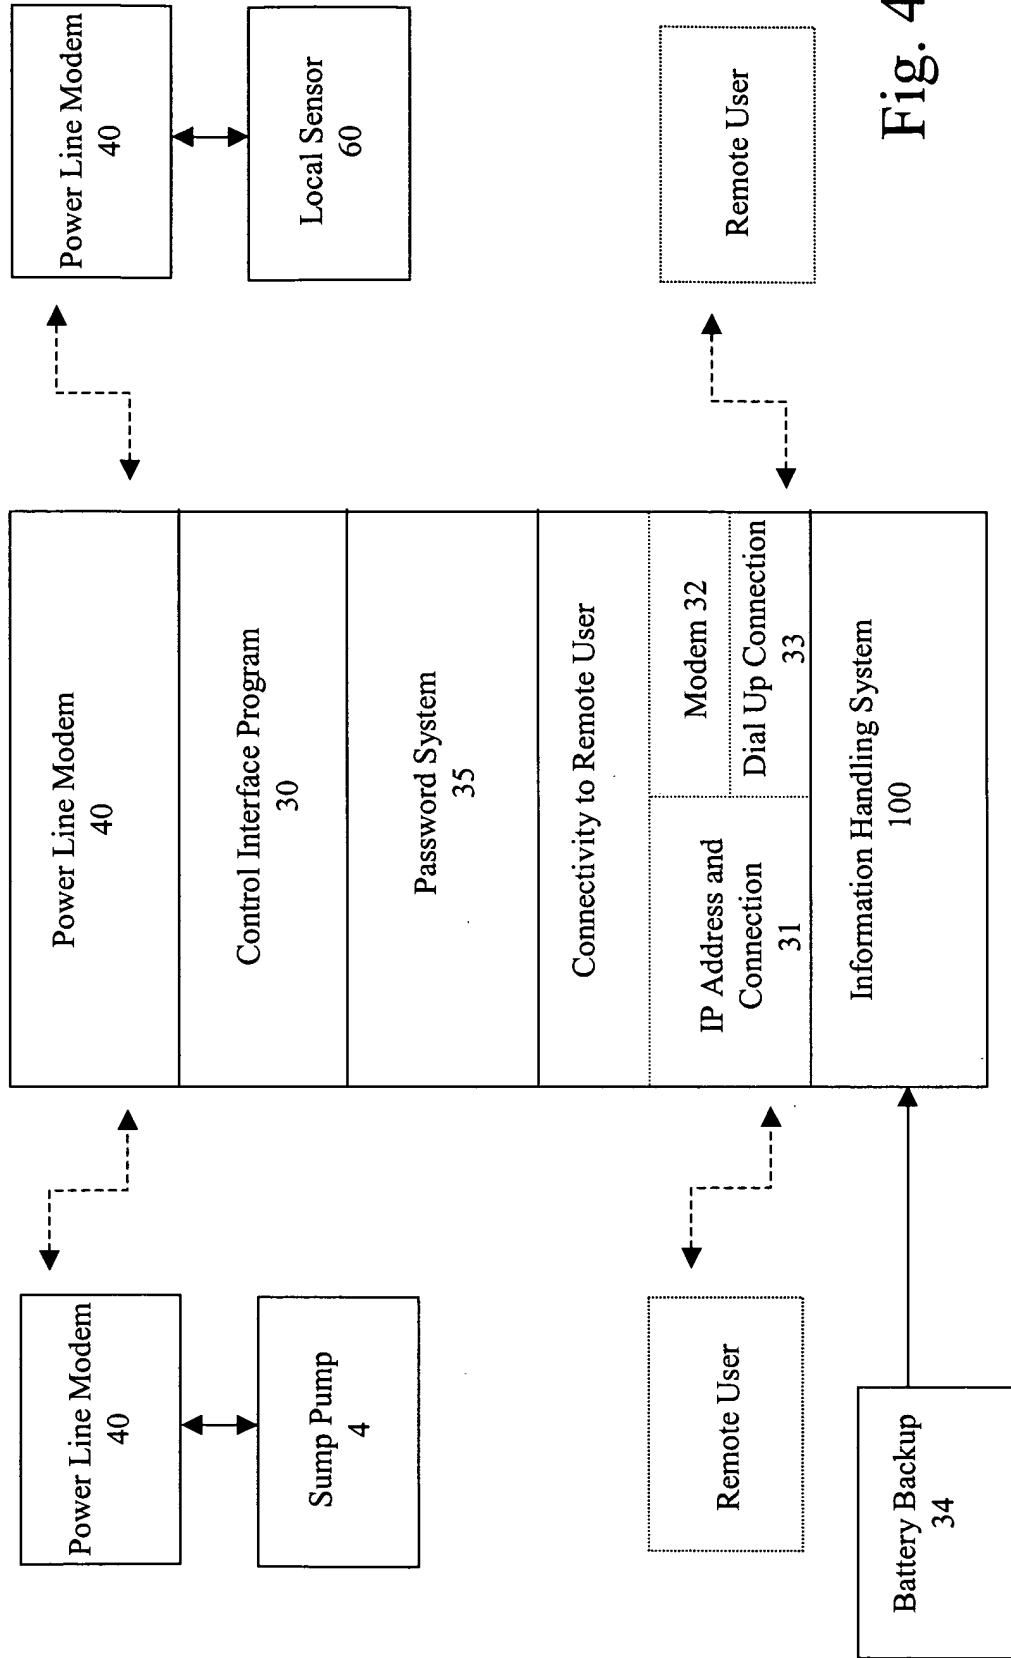 Power Line Modem
40
Sump Pump
4
Remote User
Battery Backup
34
Power Line Modem
40
Control Interface Program
30
Password System
35
Connectivity to Remote User
IP Address and
Connection
31
Modem 32
Dial Up Connection
33
Information Handling System
100
Power Line Modem
40
Local Sensor
60
Remote User
Fig. 4